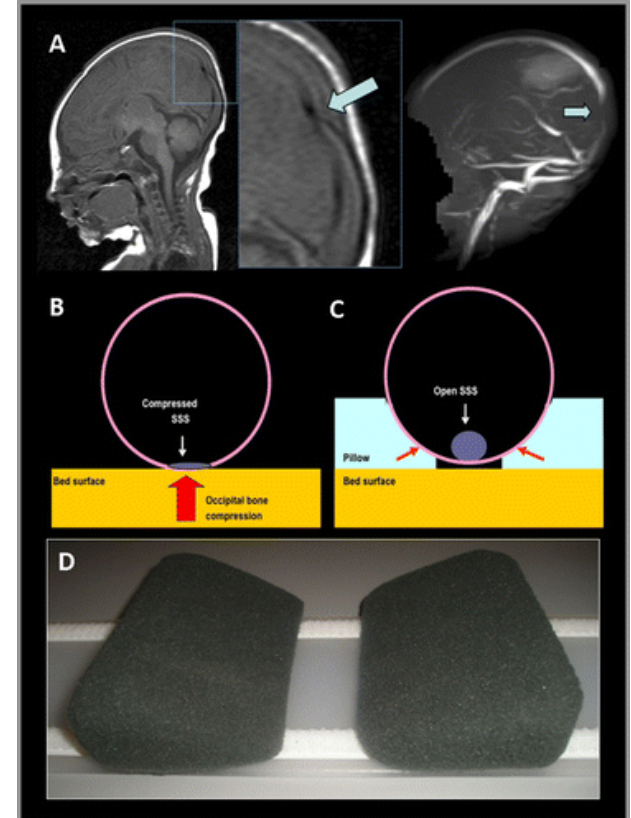 A
B
Compressed
SSS
Bed surface
Occipital bone
compression
C
Open SSS
Pillow
Bed surface
D